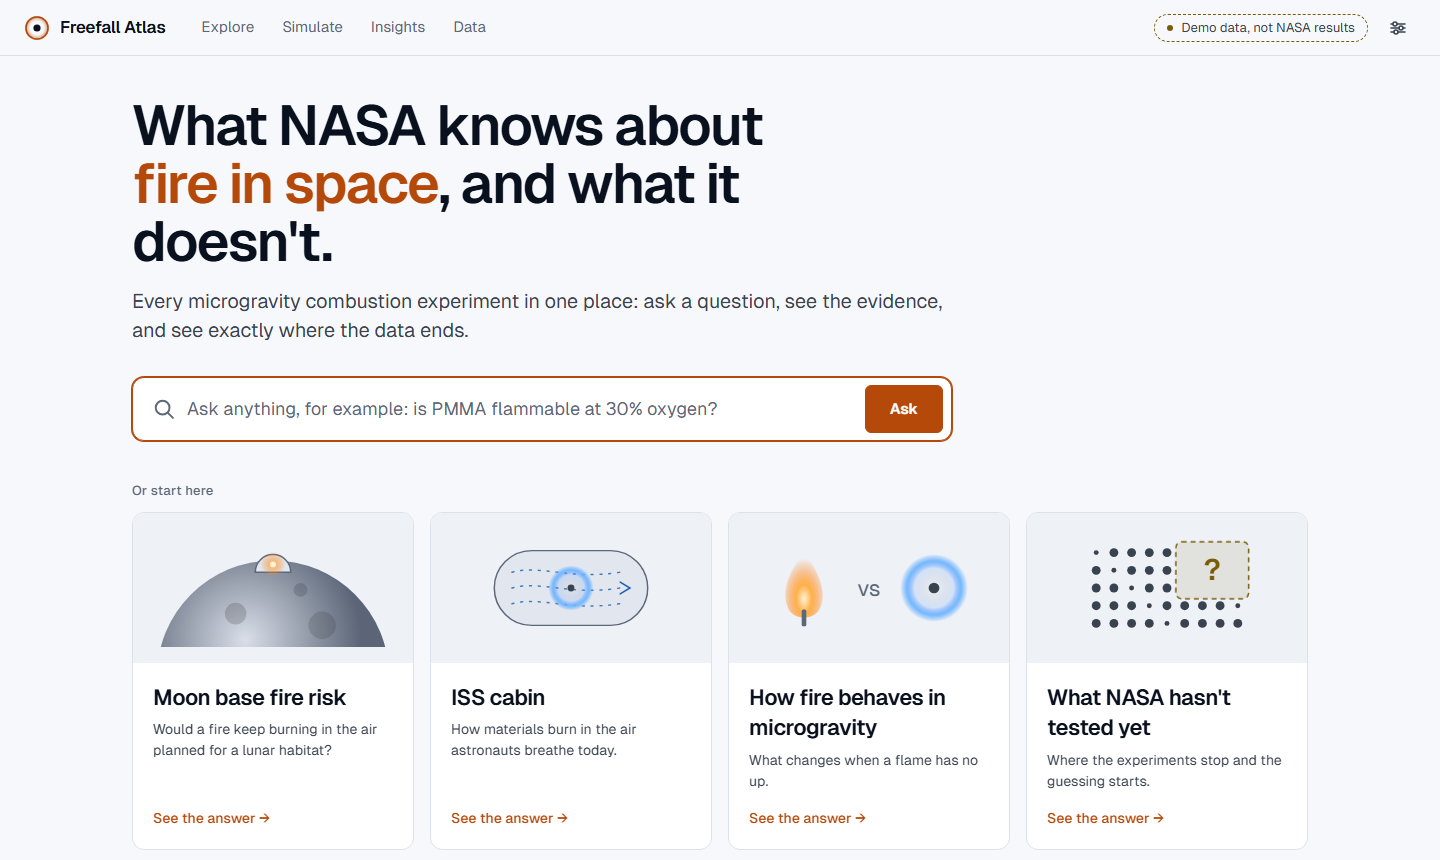 Freefall Atlas
Explore
Simulate
Insights
Data
Demo data, not NASA results
What NASA knows about
fire in space, and what it
doesn't.
Every microgravity combustion experiment in one place: ask a question, see the evidence,
and see exactly where the data ends.
Ask anything, for example: is PMMA flammable at 30% oxygen?
Ask
Or start here
Moon base fire risk
Would a fire keep burning in the air
planned for a lunar habitat?
See the answer →
ISS cabin
How materials burn in the air
astronauts breathe today.
See the answer →
VS
How fire behaves in
microgravity
What changes when a flame has no
up.
See the answer →
?
What NASA hasn't
tested yet
Where the experiments stop and the
guessing starts.
See the answer →